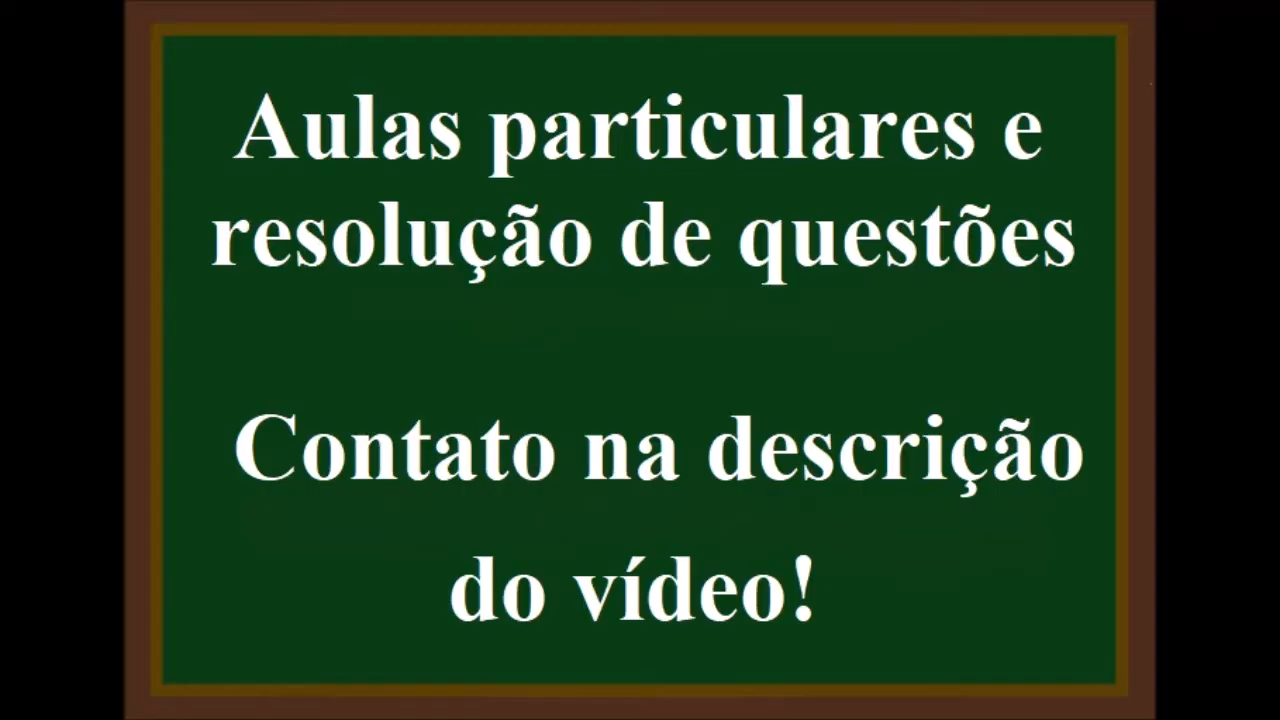 Aulas particulares e
resolução de questões
Contato na descrição
do vídeo!